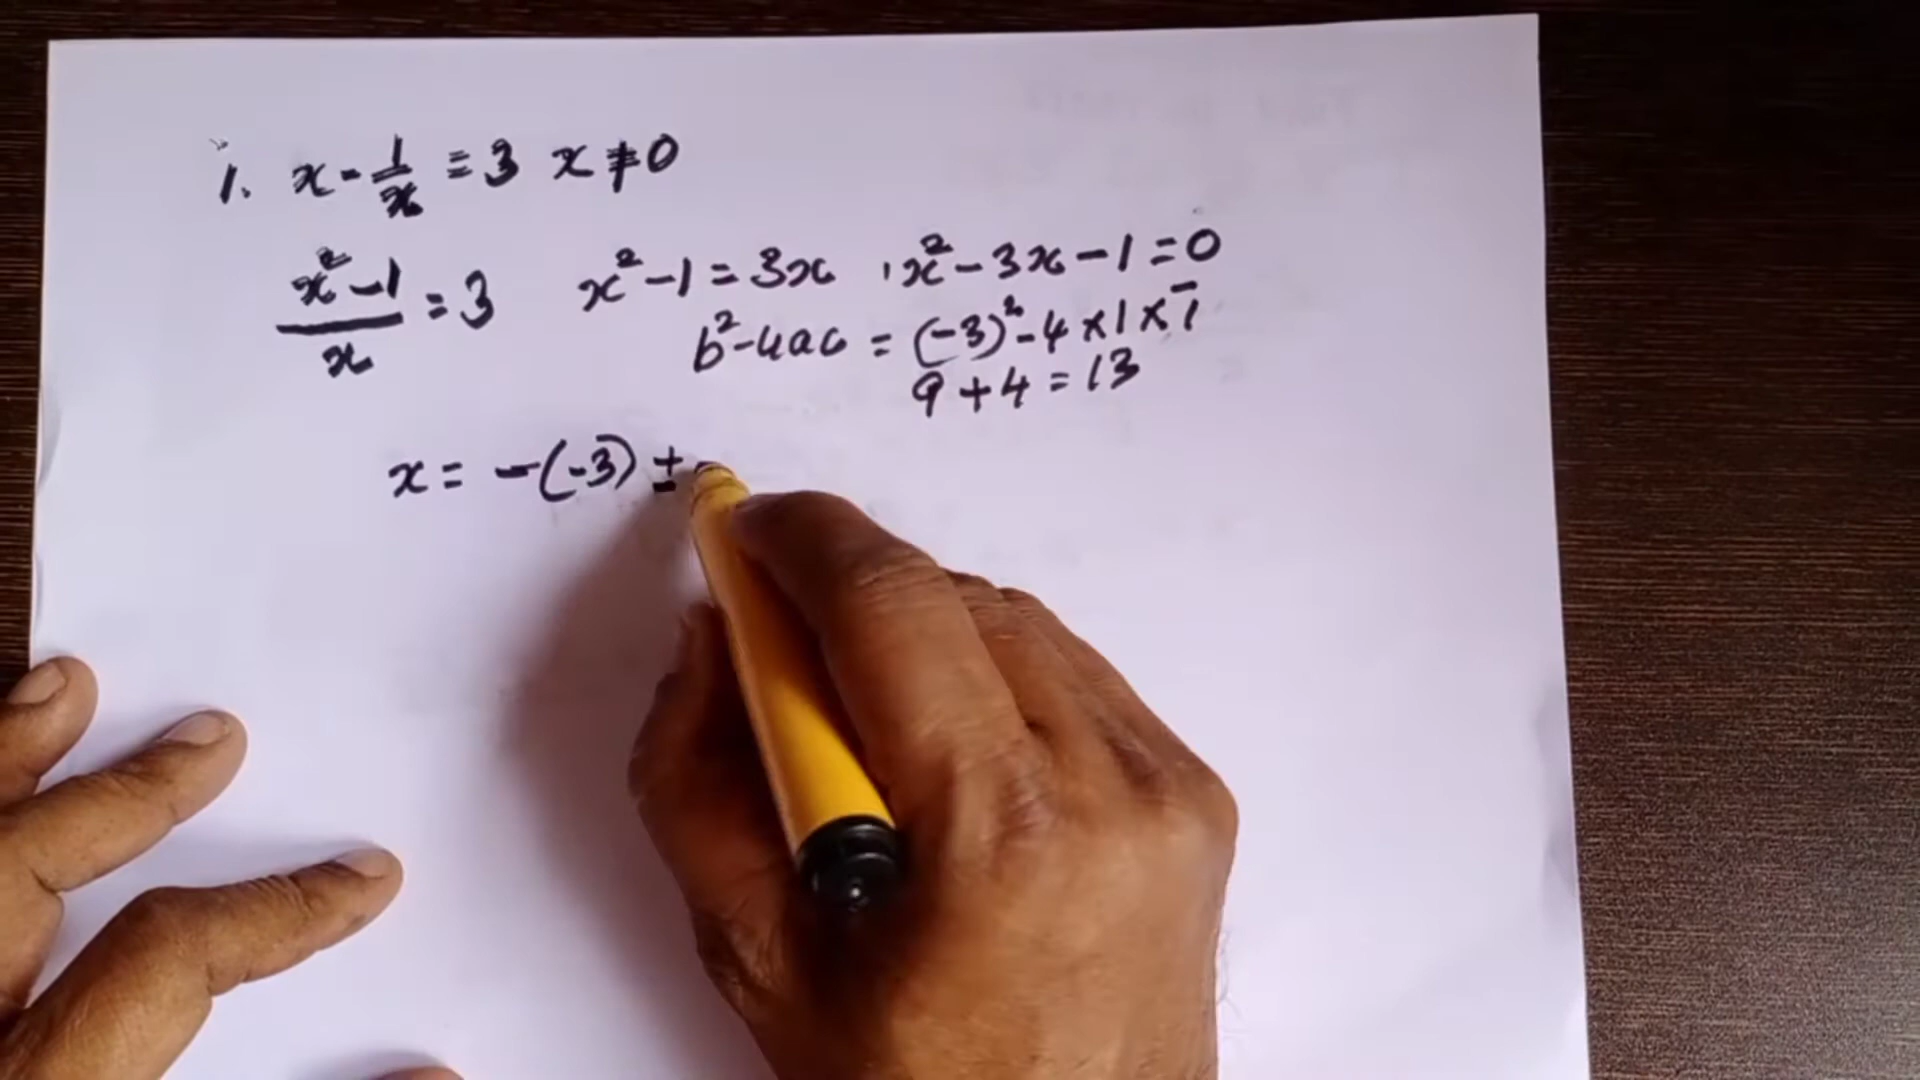 1. x - 1/x = 3 x ≠ 0
(x² - 1)/x = 3 x² - 1 = 3x x² - 3x - 1 = 0
b² - 4ac = (-3)² - 4 × 1 × -1
9 + 4 = 13
x = -(-3) ±